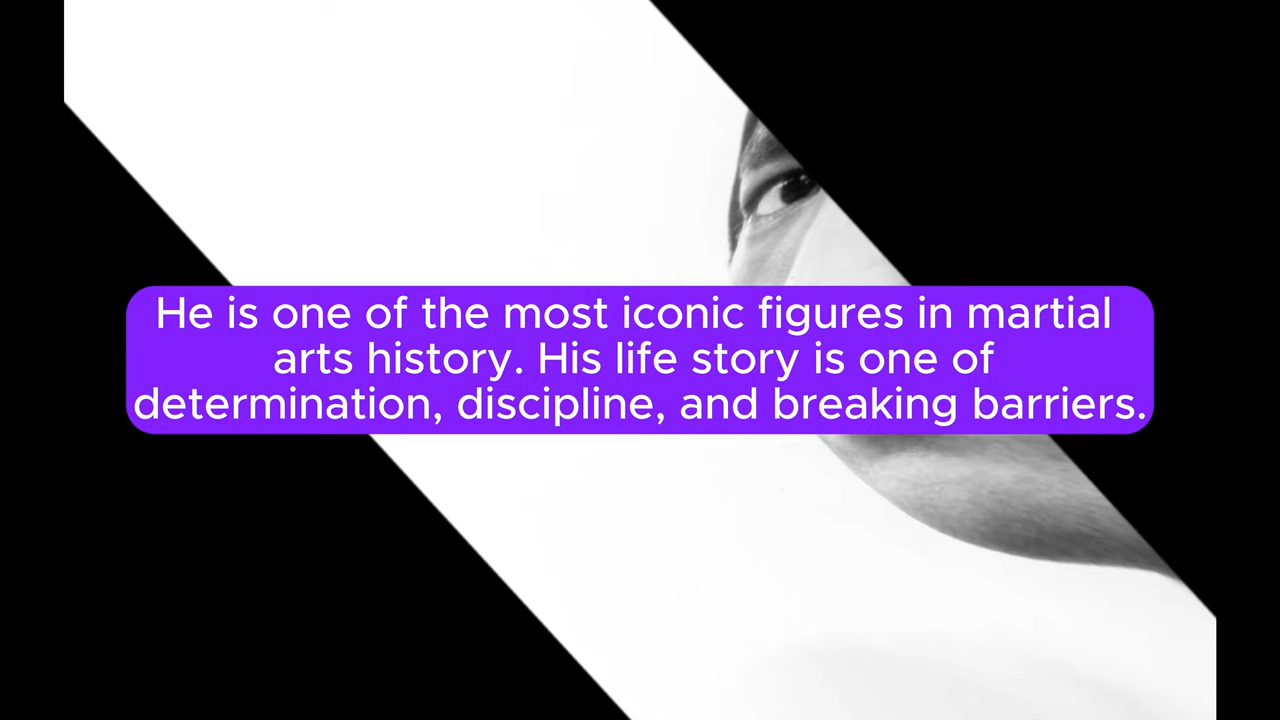 He is one of the most iconic figures in martial
arts history. His life story is one of
determination, discipline, and breaking barriers.